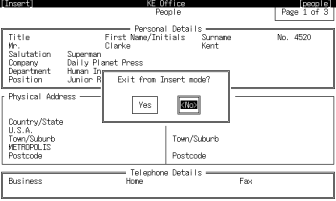 [Insert] KE Office [people]
People Page 1 of 3
Personal Details
Title First Name/Initials Surname No. 4520
Mr. Clarke Kent
Salutation Superman
Company Daily Planet Press
Department Human In
Position Junior R
Exit from Insert mode?
Yes <No>
Physical Address
Country/State
U.S.A.
Town/Suburb Town/Suburb
METROPOLIS
Postcode Postcode
Telephone Details
Business Home Fax